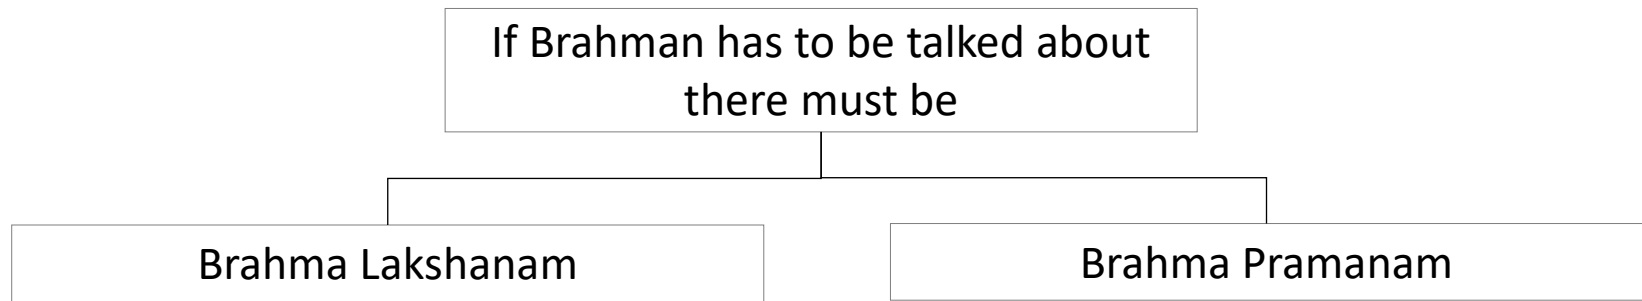 If Brahman has to be talked about
there must be
Brahma Lakshanam
Brahma Pramanam